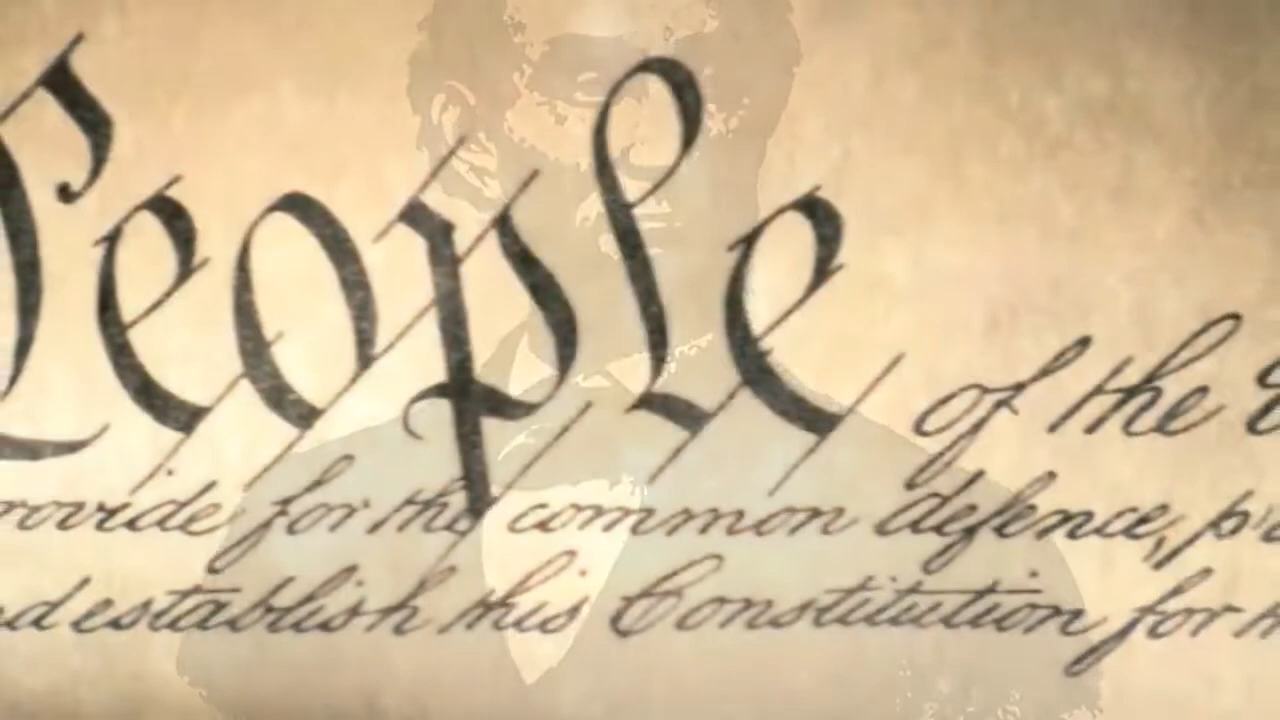 People of the
rovide for the common defence, p
d establish this Constitution for